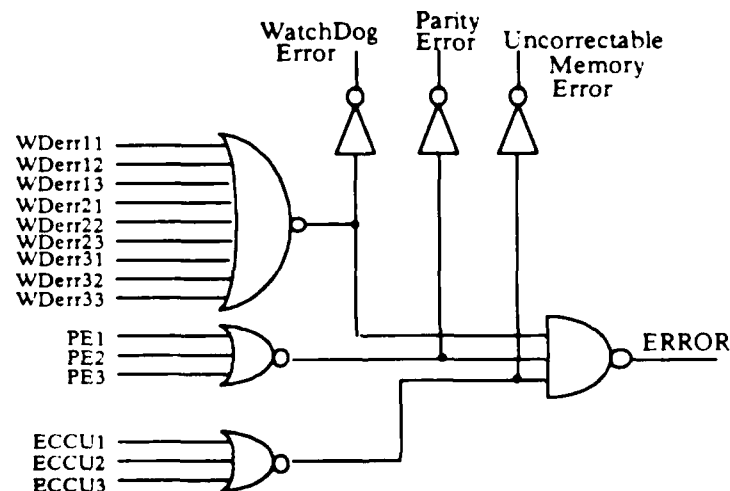 WatchDog
Error
Parity
Error
Uncorrectable
Memory
Error
WDerr11
WDerr12
WDerr13
WDerr21
WDerr22
WDerr23
WDerr31
WDerr32
WDerr33
PE1
PE2
PE3
ERROR
ECCU1
ECCU2
ECCU3